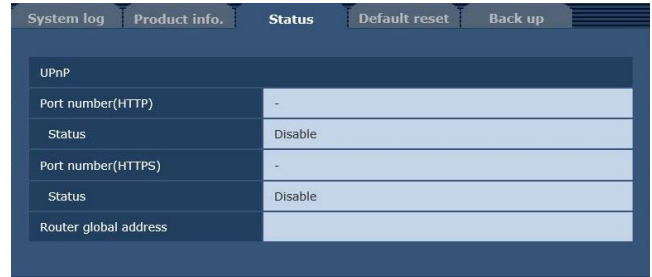 System log Product info. Status Default reset Back up
UPnP
Port number(HTTP) -
Status Disable
Port number(HTTPS) -
Status Disable
Router global address